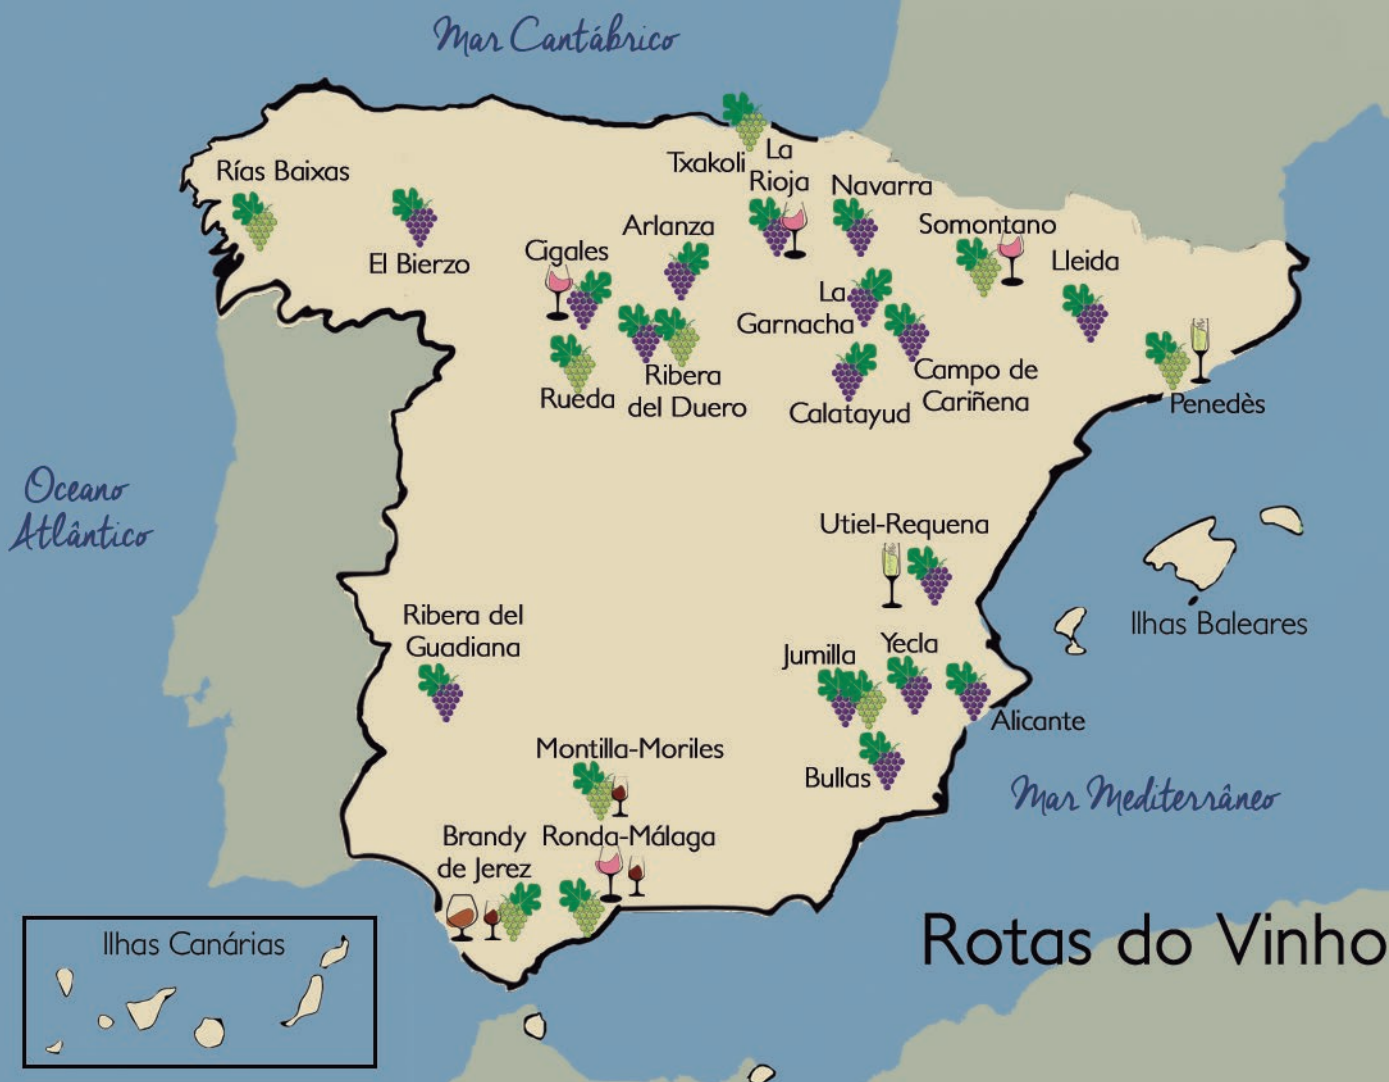 Mar Cantábrico
Txakoli
La
Rioja
Navarra
Rías Baixas
Somontano
Arlanza
Cigales
El Bierzo
Lleida
La
Garnacha
Campo de
Cariñena
Ribera
del Duero
Rueda
Calatayud
Penedès
Oceano
Atlântico
Utiel-Requena
Ribera del
Guadiana
Ilhas Baleares
Jumilla
Yecla
Alicante
Montilla-Moriles
Bullas
Mar Mediterrâneo
Brandy
de Jerez
Ronda-Málaga
Ilhas Canárias
Rotas do Vinho